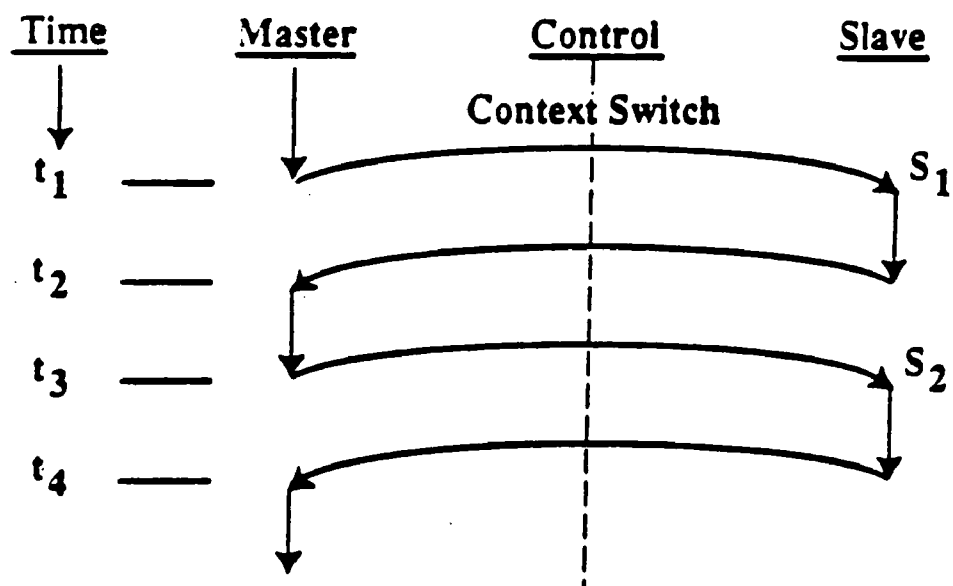 Time Master Control Slave
Context Switch
t1 S1
t2
t3 S2
t4